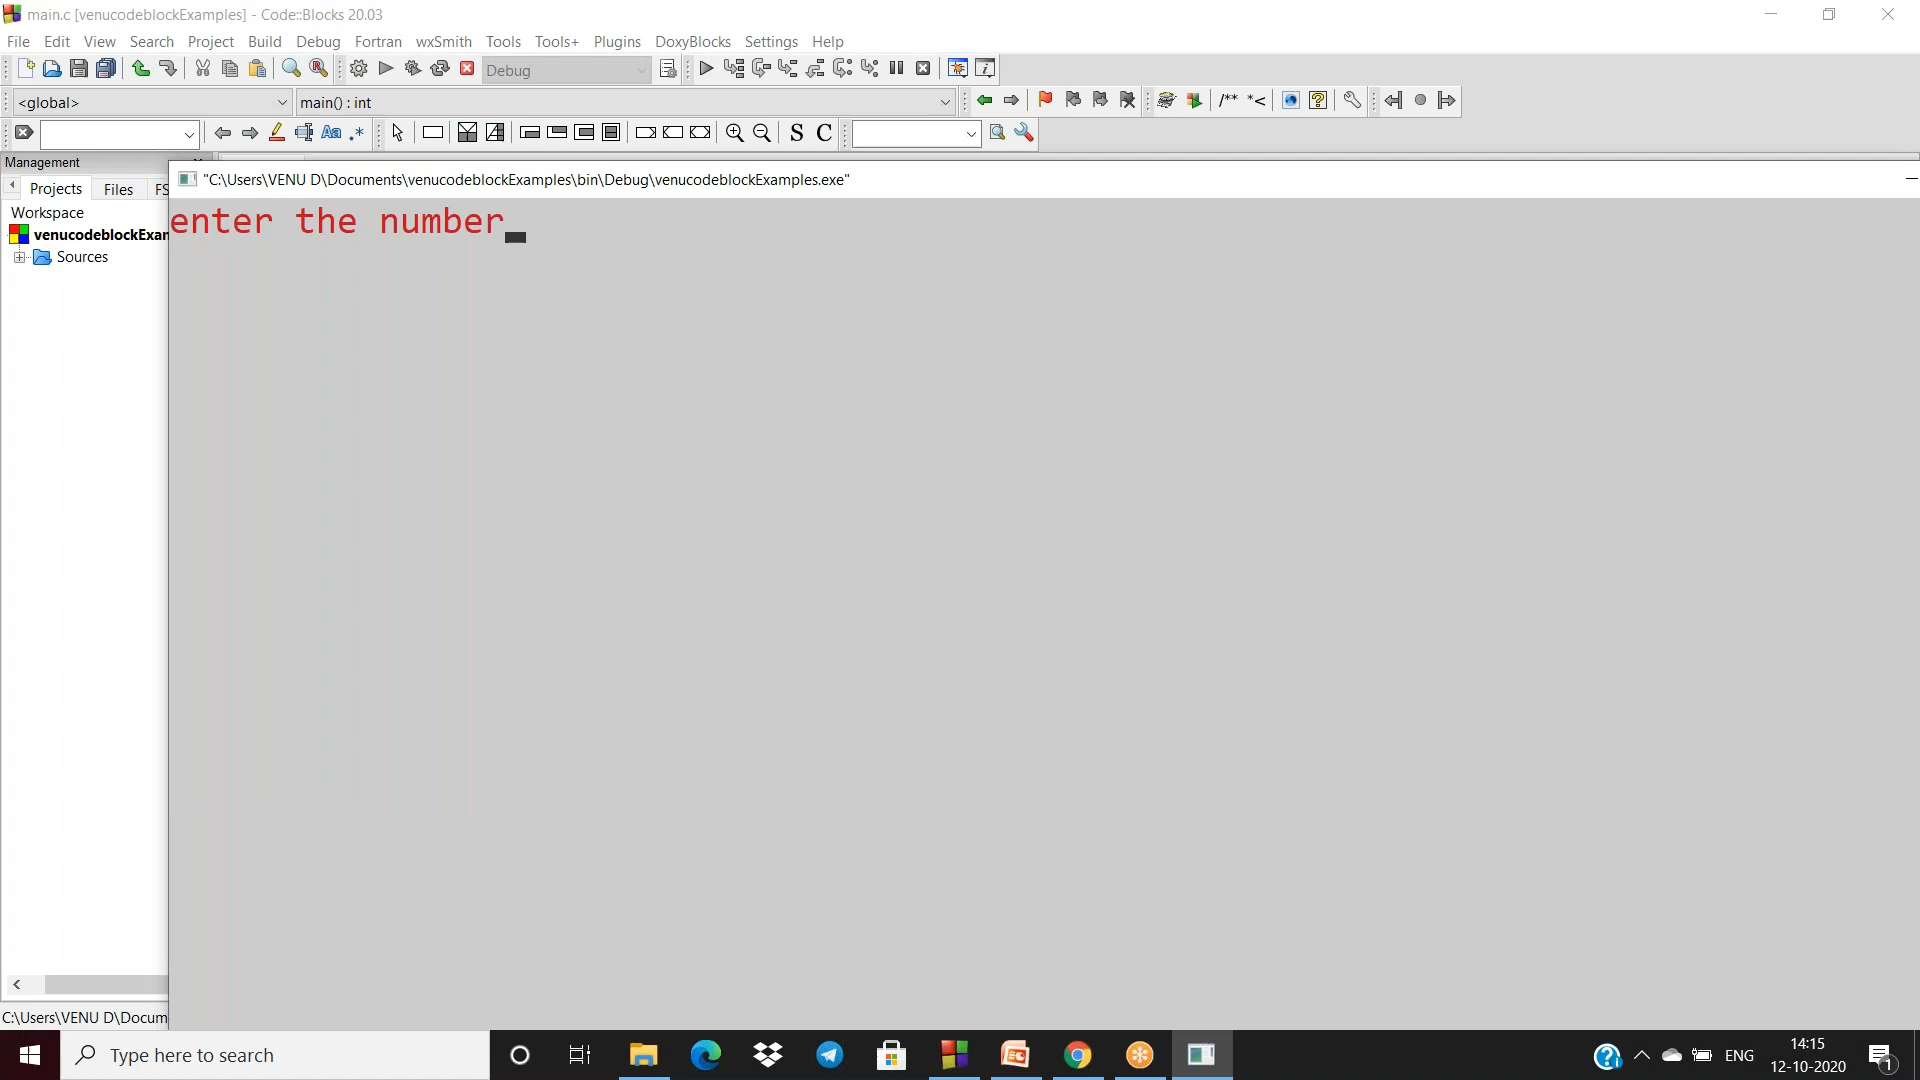 main.c [venucodeblockExamples] - Code::Blocks 20.03
File Edit View Search Project Build Debug Fortran wxSmith Tools Tools+ Plugins DoxyBlocks Settings Help
Debug
<global> main() : int /** *<
Aa .* S C
Management
"C:\Users\VENU D\Documents\venucodeblockExamples\bin\Debug\venucodeblockExamples.exe"
Projects Files FS
Workspace
enter the number
venucodeblockExan
Sources
C:\Users\VENU D\Docum
Type here to search
ENG
14:15
12-10-2020
1